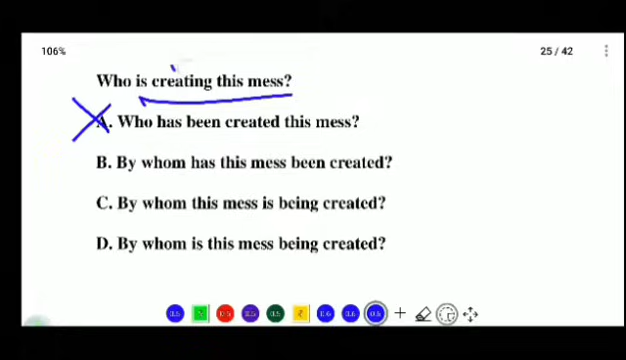 106%
25 / 42
Who is creating this mess?
A. Who has been created this mess?
B. By whom has this mess been created?
C. By whom this mess is being created?
D. By whom is this mess being created?